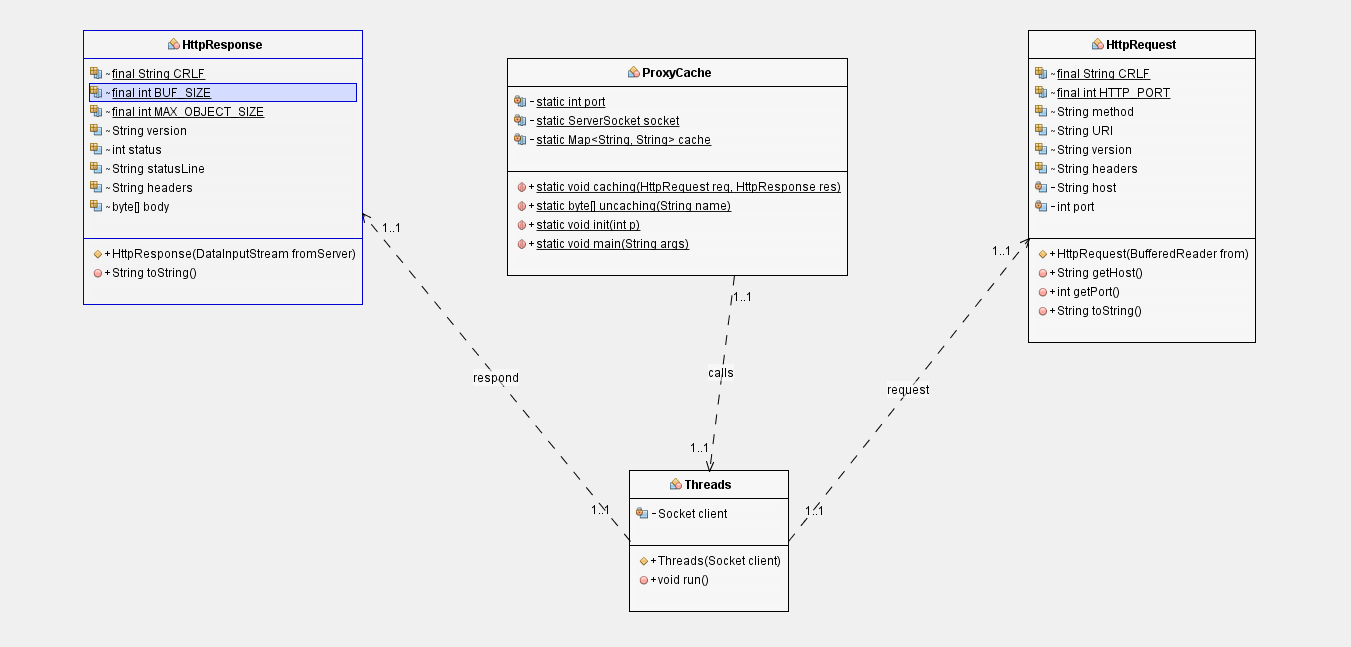 HttpResponse
~ final String CRLF
~ final int BUF_SIZE
~ final int MAX_OBJECT_SIZE
~ String version
~ int status
~ String statusLine
~ String headers
~ byte[] body
+ HttpResponse(DataInputStream fromServer)
+ String toString()
ProxyCache
- static int port
- static ServerSocket socket
- static Map<String, String> cache
+ static void caching(HttpRequest req, HttpResponse res)
+ static byte[] uncaching(String name)
+ static void init(int p)
+ static void main(String args)
HttpRequest
~ final String CRLF
~ final int HTTP_PORT
~ String method
~ String URI
~ String version
~ String headers
- String host
- int port
+ HttpRequest(BufferedReader from)
+ String getHost()
+ int getPort()
+ String toString()
1..1
respond
1..1
1..1
calls
1..1
1..1
request
1..1
Threads
- Socket client
+ Threads(Socket client)
+ void run()